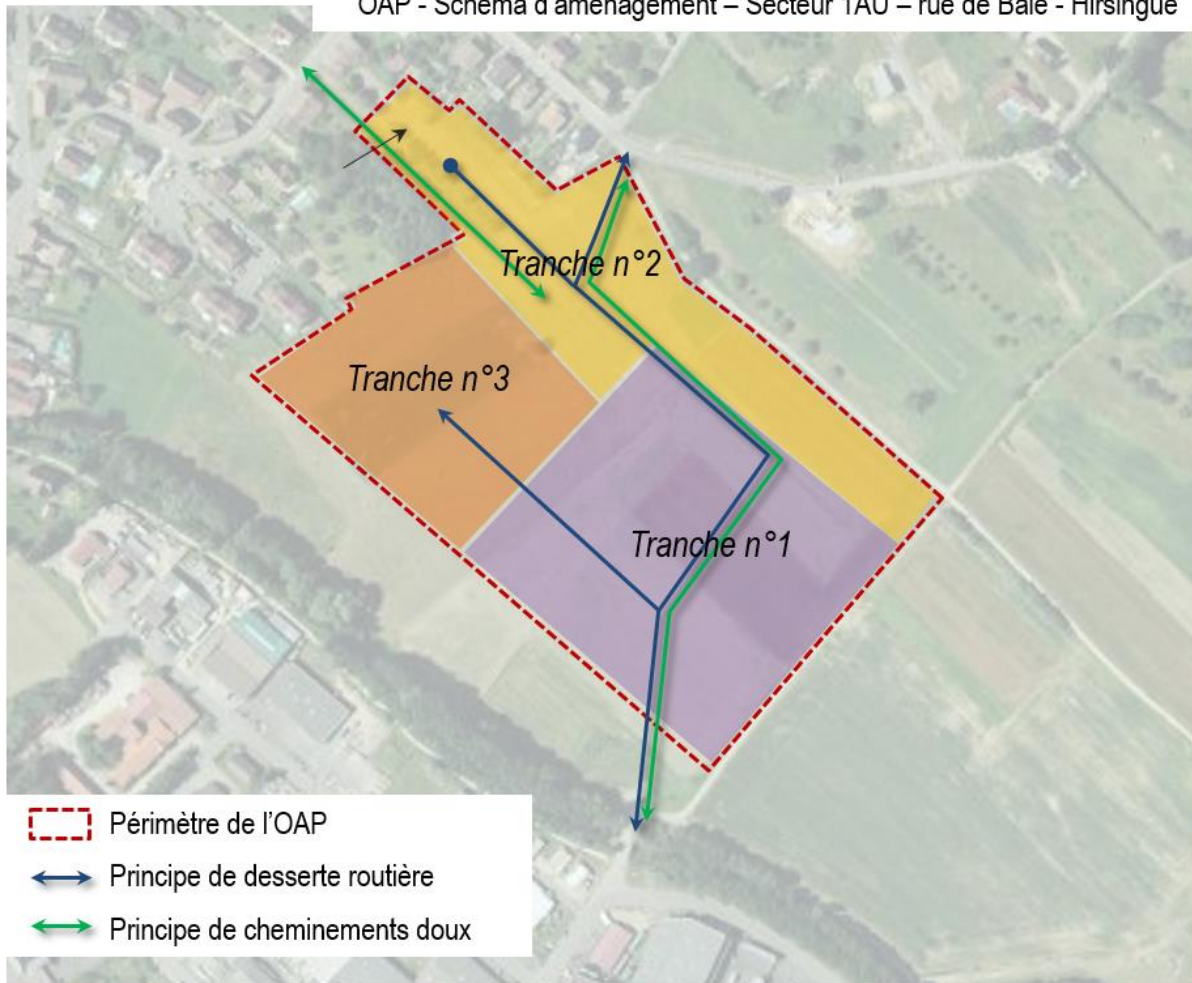 OAP - Schéma d'aménagement – Secteur 1AU – rue de Bâle - Hirsingue
Tranche n°2
Tranche n°3
Tranche n°1
Périmètre de l'OAP
Principe de desserte routière
Principe de cheminements doux